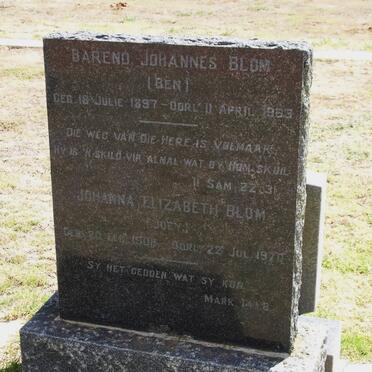 BAREND JOHANNES BLOM
(BEN)
GEB. 18 JULIE 1897 - OORL. 11 APRIL 1963
DIE WEG VAN DIE HERE IS VOLMAAK
HY IS 'N SKILD VIR ALMAL WAT BY HOM SKUIL
II SAM. 22:31
JOHANNA ELIZABETH BLOM
(JOEY)
GEB. 20 1908 OORL. 22 JUL. 1970
SY HET GEDOEN WAT SY KON
MARK. 14:8